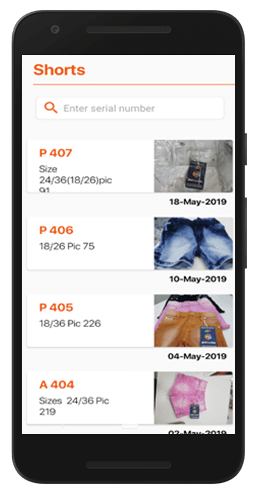 Shorts
Enter serial number
P 407
Size
24/36(18/26)pic
91
18-May-2019
P 406
18/26 Pic 75
10-May-2019
P 405
18/36 Pic 226
04-May-2019
A 404
Sizes 24/36 Pic
219
02-May-2019